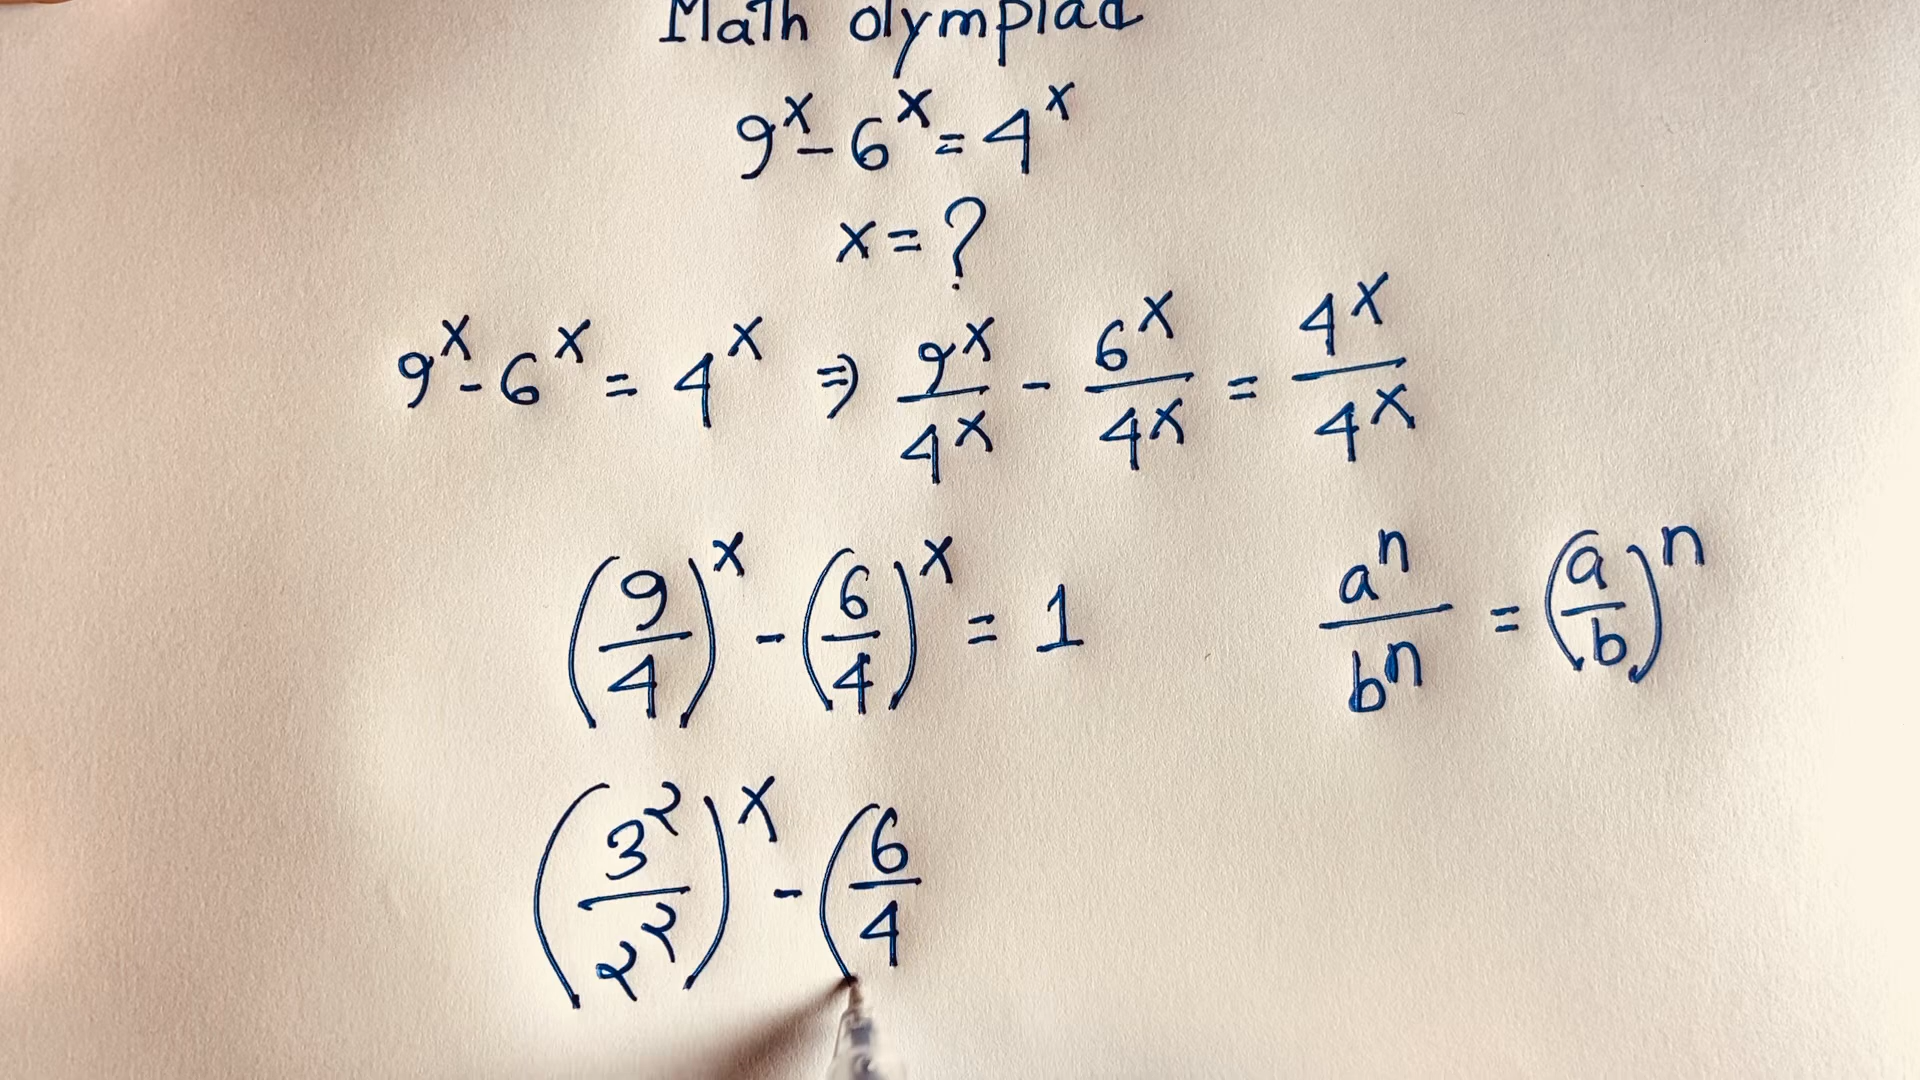 Math olympiad
9^x - 6^x = 4^x
x = ?
9^x - 6^x = 4^x ⇒ 9^x/4^x - 6^x/4^x = 4^x/4^x
(9/4)^x - (6/4)^x = 1    a^n/b^n = (a/b)^n
(3^2/2^2)^x - (6/4